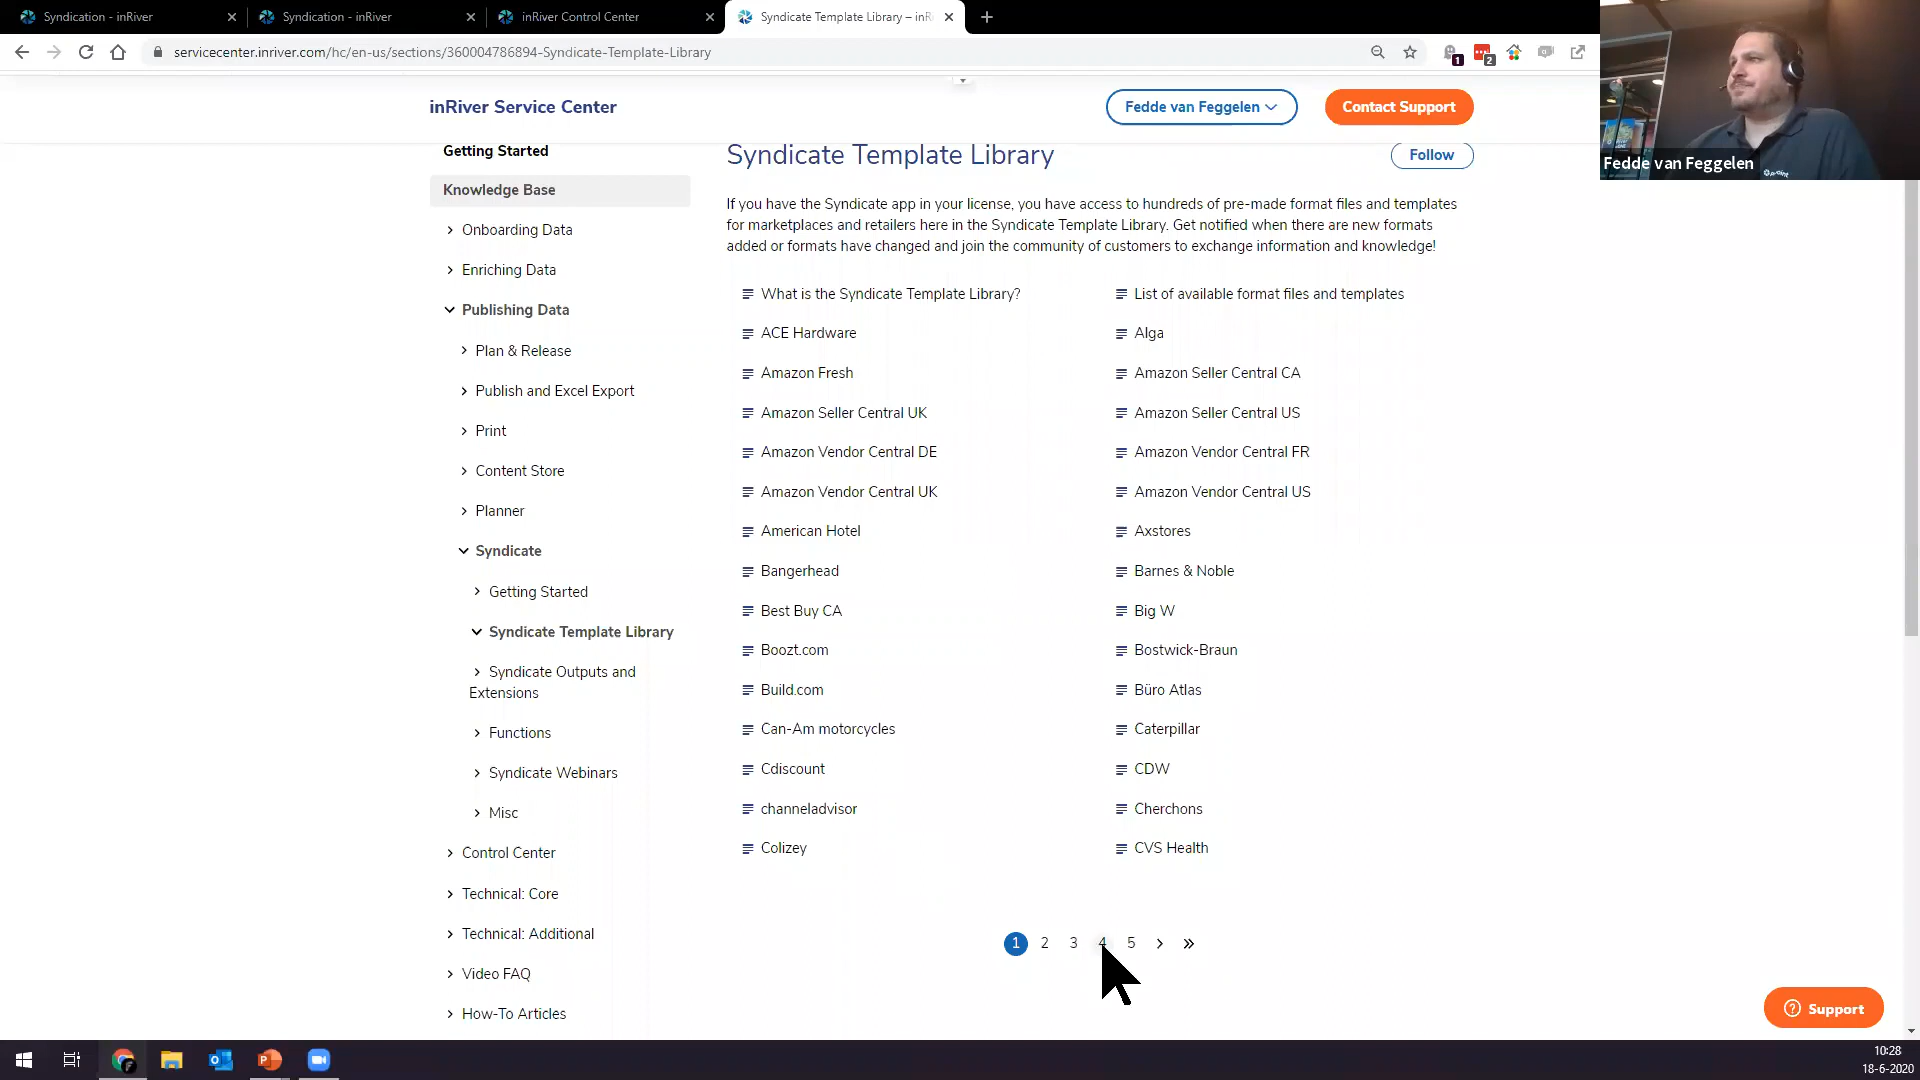 Syndication - inRiver
Syndication - inRiver
inRiver Control Center
Syndicate Template Library – inRi
servicecenter.inriver.com/hc/en-us/sections/360004786894-Syndicate-Template-Library
1
2
inRiver Service Center
Fedde van Feggelen
Contact Support
Fedde van Feggelen
Getting Started
Knowledge Base
Onboarding Data
Enriching Data
Publishing Data
Plan & Release
Publish and Excel Export
Print
Content Store
Planner
Syndicate
Getting Started
Syndicate Template Library
Syndicate Outputs and
Extensions
Functions
Syndicate Webinars
Misc
Control Center
Technical: Core
Technical: Additional
Video FAQ
How-To Articles
Syndicate Template Library
Follow
If you have the Syndicate app in your license, you have access to hundreds of pre-made format files and templates
for marketplaces and retailers here in the Syndicate Template Library. Get notified when there are new formats
added or formats have changed and join the community of customers to exchange information and knowledge!
What is the Syndicate Template Library?
List of available format files and templates
ACE Hardware
Alga
Amazon Fresh
Amazon Seller Central CA
Amazon Seller Central UK
Amazon Seller Central US
Amazon Vendor Central DE
Amazon Vendor Central FR
Amazon Vendor Central UK
Amazon Vendor Central US
American Hotel
Axstores
Bangerhead
Barnes & Noble
Best Buy CA
Big W
Boozt.com
Bostwick-Braun
Build.com
Büro Atlas
Can-Am motorcycles
Caterpillar
Cdiscount
CDW
channeladvisor
Cherchons
Colizey
CVS Health
1 2 3 4 5
Support
10:28
18-6-2020